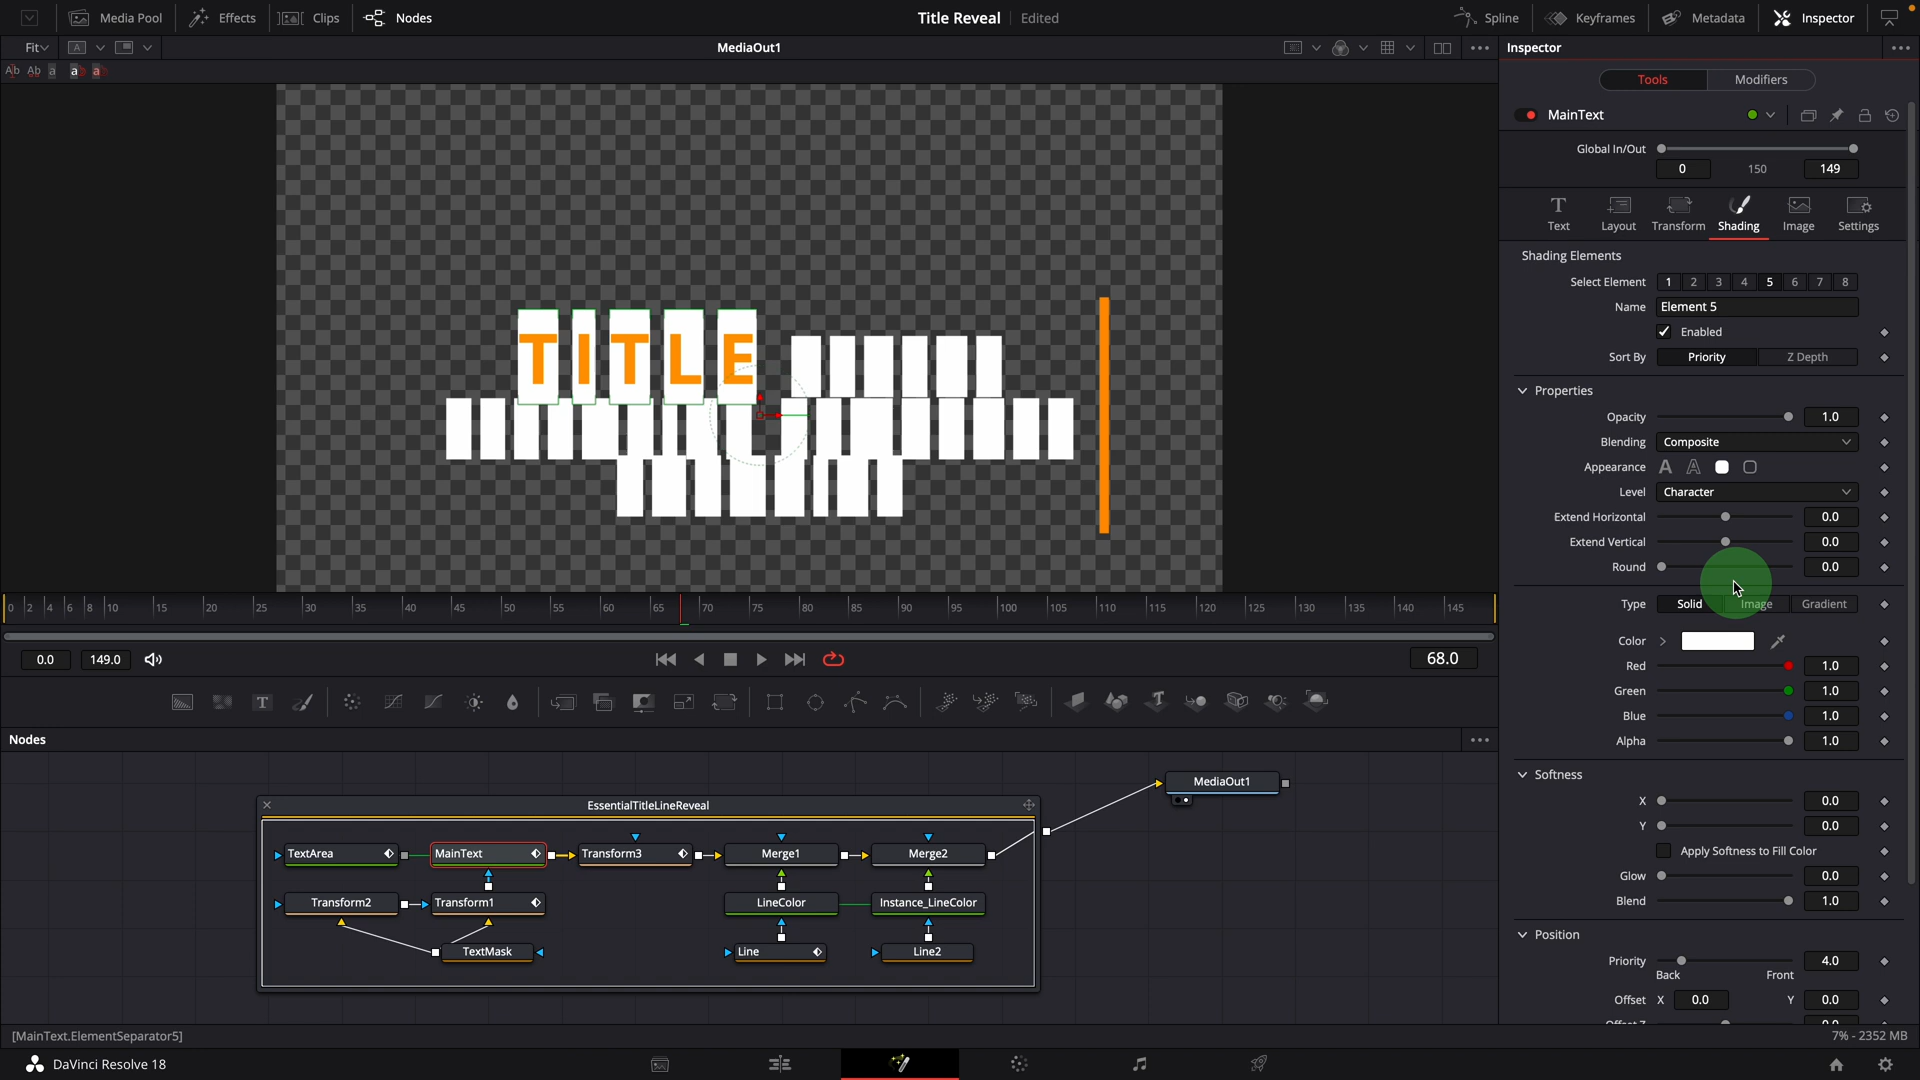 Media Pool
Effects
Clips
Nodes
Title Reveal
Edited
Spline
Keyframes
Metadata
Inspector
Fit
A
MediaOut1
Inspector
Ab Ab a a a
Tools
Modifiers
MainText
Global In/Out
0
150
149
Text
Layout
Transform
Shading
Image
Settings
Shading Elements
Select Element 1 2 3 4 5 6 7 8
Name Element 5
Enabled
Sort By Priority Z Depth
TITLE
Properties
Opacity 1.0
Blending Composite
Appearance A A
Level Character
Extend Horizontal 0.0
Extend Vertical 0.0
Round 0.0
Type Solid Image Gradient
Color
Red 1.0
Green 1.0
Blue 1.0
Alpha 1.0
Softness
X 0.0
Y 0.0
Apply Softness to Fill Color
Glow 0.0
Blend 1.0
Position
Priority 4.0
Back Front
Offset X 0.0 Y 0.0
0 2 4 6 8 10 15 20 25 30 35 40 45 50 55 60 65 70 75 80 85 90 95 100 105 110 115 120 125 130 135 140 145
0.0 149.0
68.0
Nodes
MediaOut1
EssentialTitleLineReveal
TextArea
MainText
Transform3
Merge1
Merge2
Transform2
Transform1
LineColor
Instance_LineColor
TextMask
Line
Line2
[MainText.ElementSeparator5]
7% - 2352 MB
DaVinci Resolve 18